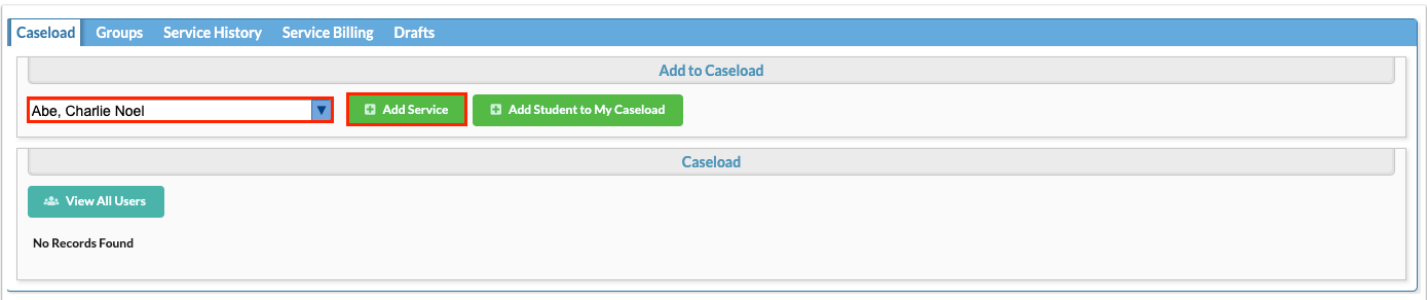 Caseload Groups Service History Service Billing Drafts
Add to Caseload
Abe, Charlie Noel Add Service Add Student to My Caseload
Caseload
View All Users
No Records Found